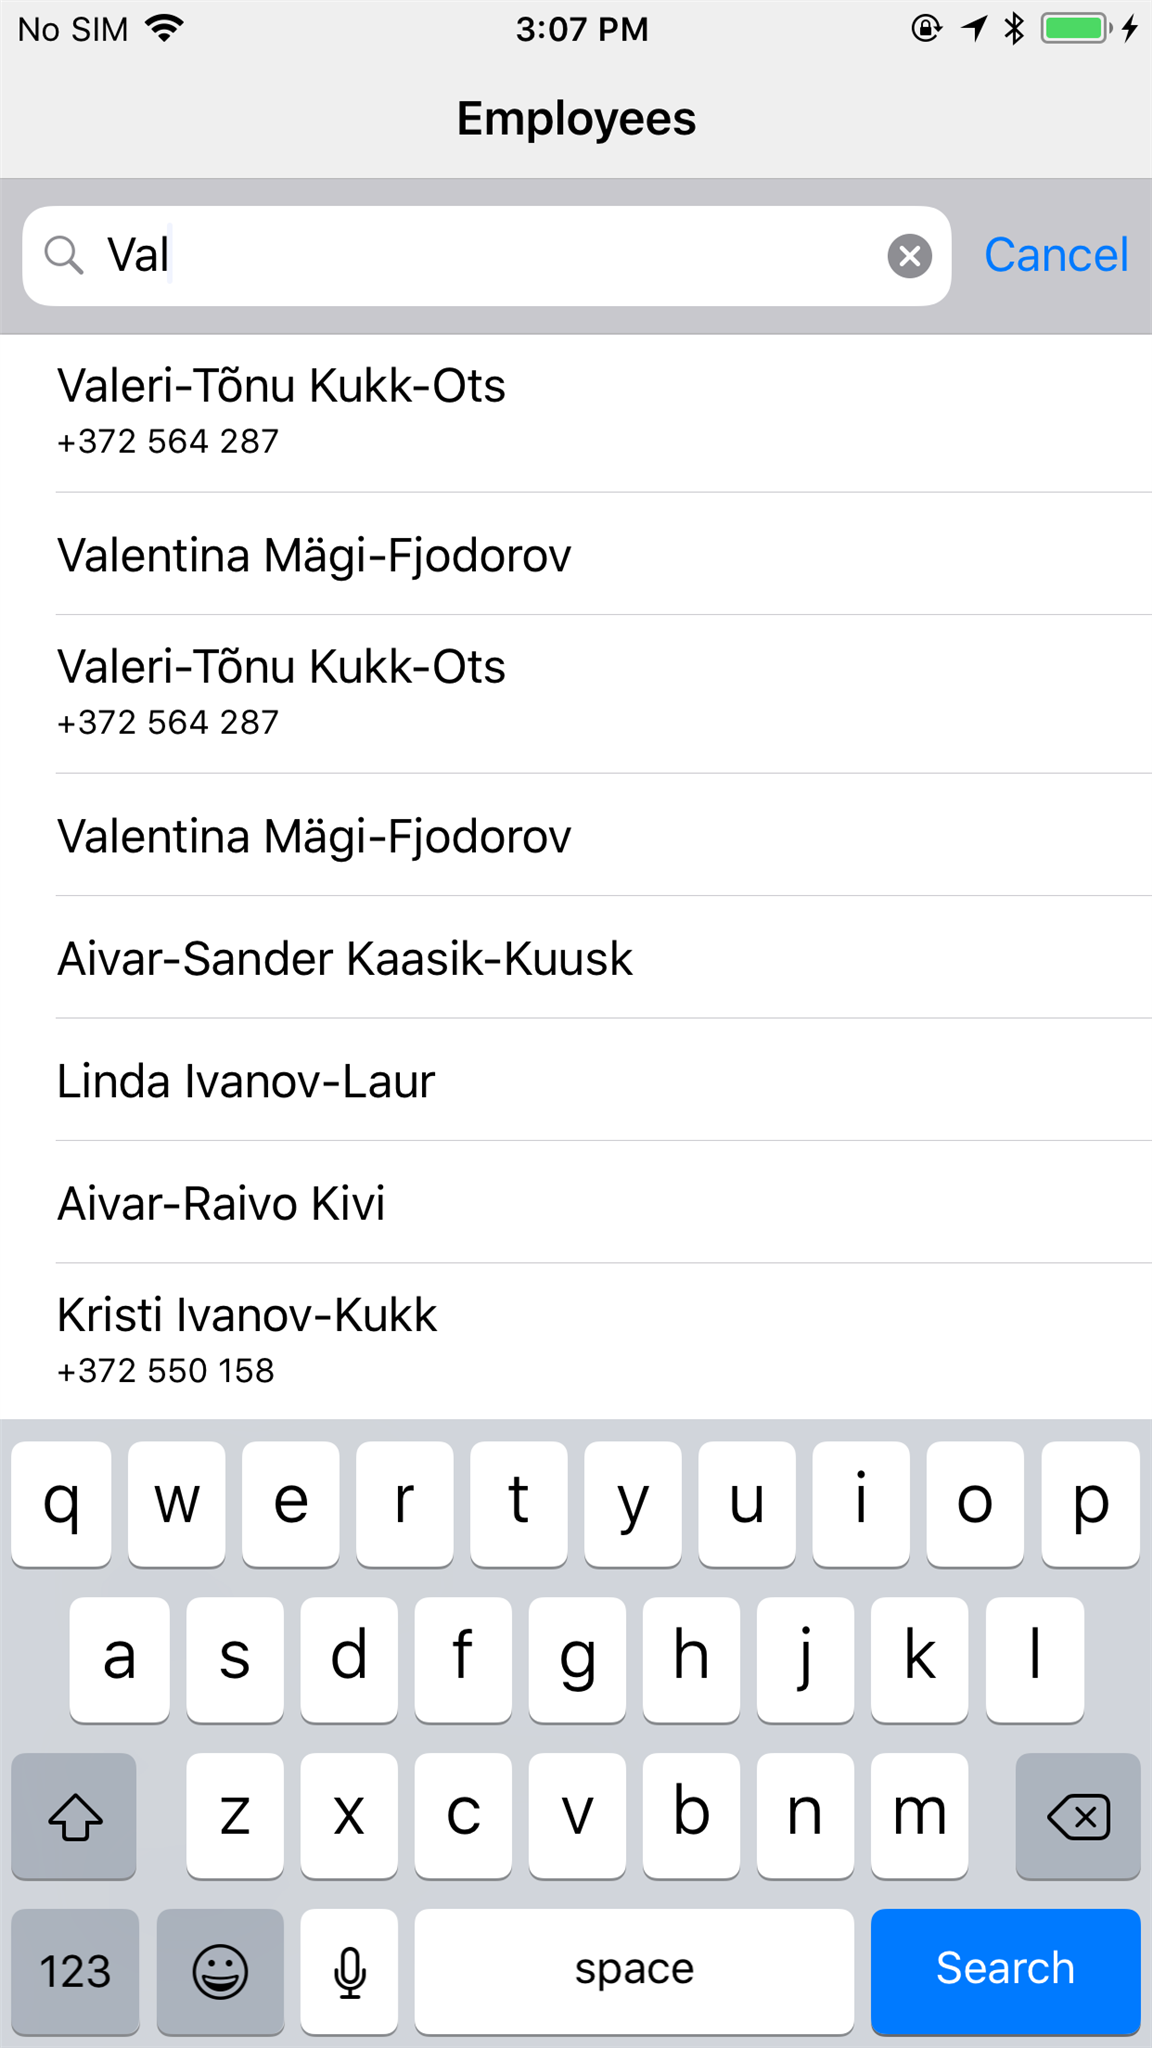 No SIM 3:07 PM
Employees
Val Cancel
Valeri-Tõnu Kukk-Ots
+372 564 287
Valentina Mägi-Fjodorov
Valeri-Tõnu Kukk-Ots
+372 564 287
Valentina Mägi-Fjodorov
Aivar-Sander Kaasik-Kuusk
Linda Ivanov-Laur
Aivar-Raivo Kivi
Kristi Ivanov-Kukk
+372 550 158
q w e r t y u i o p
a s d f g h j k l
z x c v b n m
123 space Search